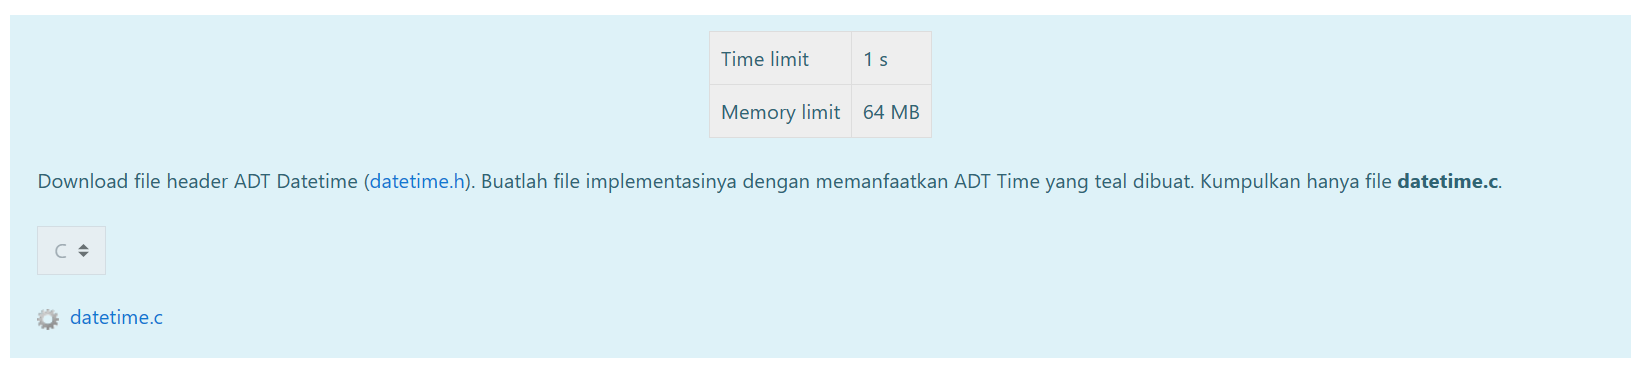 Time limit 1 s
Memory limit 64 MB
Download file header ADT Datetime (datetime.h). Buatlah file implementasinya dengan memanfaatkan ADT Time yang teal dibuat. Kumpulkan hanya file datetime.c.
C
datetime.c